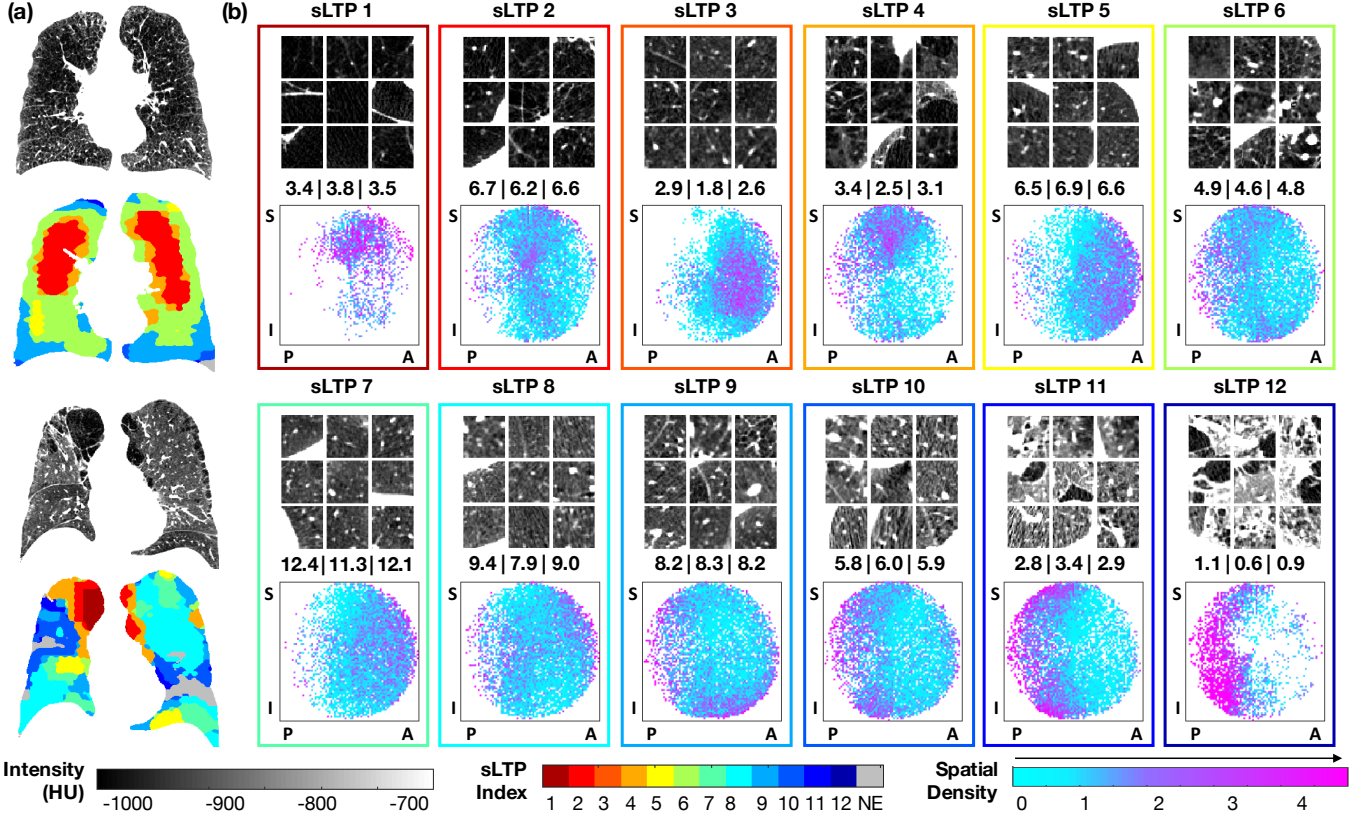 (a)
(b)
sLTP 1
sLTP 2
sLTP 3
sLTP 4
sLTP 5
sLTP 6
3.4 | 3.8 | 3.5
6.7 | 6.2 | 6.6
2.9 | 1.8 | 2.6
3.4 | 2.5 | 3.1
6.5 | 6.9 | 6.6
4.9 | 4.6 | 4.8
S
I
P A
S
I
P A
S
I
P A
S
I
P A
S
I
P A
S
I
P A
sLTP 7
sLTP 8
sLTP 9
sLTP 10
sLTP 11
sLTP 12
12.4 | 11.3 | 12.1
9.4 | 7.9 | 9.0
8.2 | 8.3 | 8.2
5.8 | 6.0 | 5.9
2.8 | 3.4 | 2.9
1.1 | 0.6 | 0.9
S
I
P A
S
I
P A
S
I
P A
S
I
P A
S
I
P A
S
I
P A
Intensity
(HU)
-1000 -900 -800 -700
sLTP
Index
1 2 3 4 5 6 7 8 9 10 11 12 NE
Spatial
Density
0 1 2 3 4